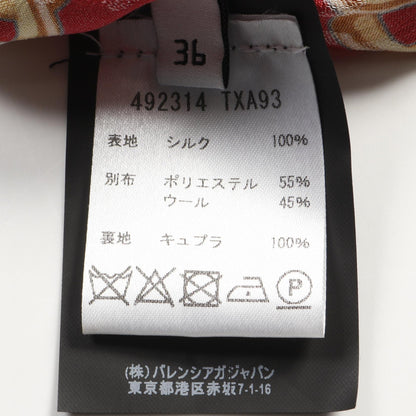 36
492314 TXA93
表地 シルク 100%
別布 ポリエステル 55%
ウール 45%
裏地 キュプラ 100%
P
(株)バレンシアガジャパン
東京都港区赤坂7-1-16